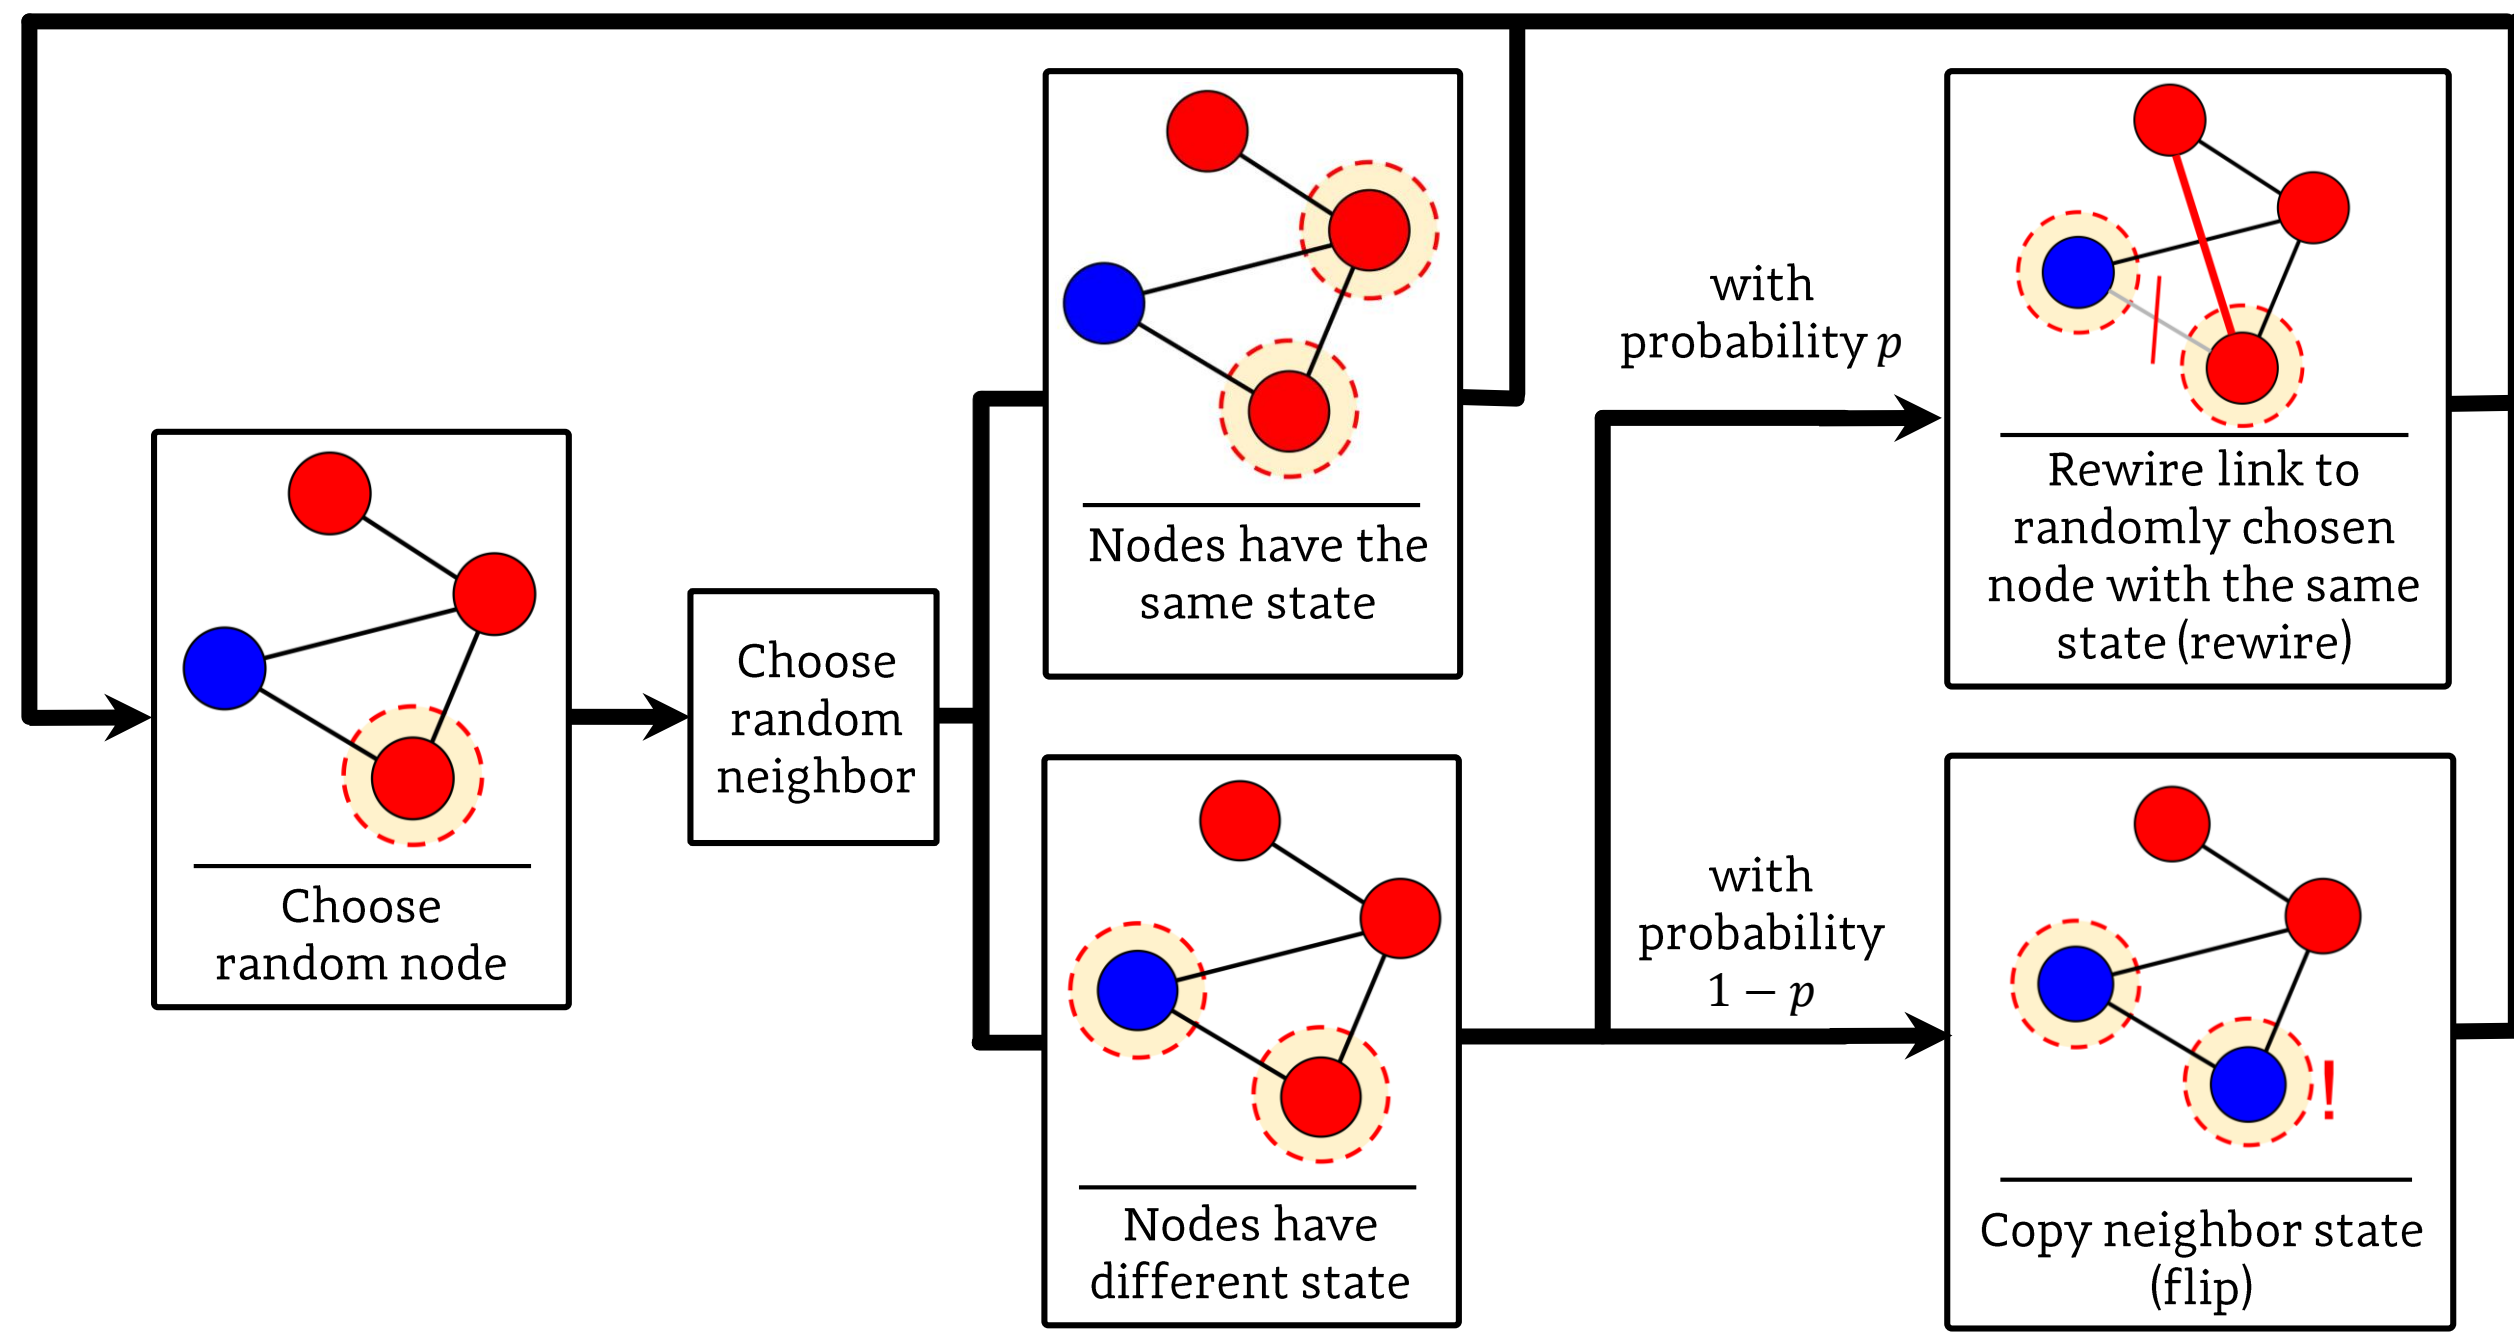 Choose
random node
Choose
random
neighbor
Nodes have the
same state
Nodes have
different state
with
probability p
with
probability
1 − p
Rewire link to
randomly chosen
node with the same
state (rewire)
!
Copy neighbor state
(flip)